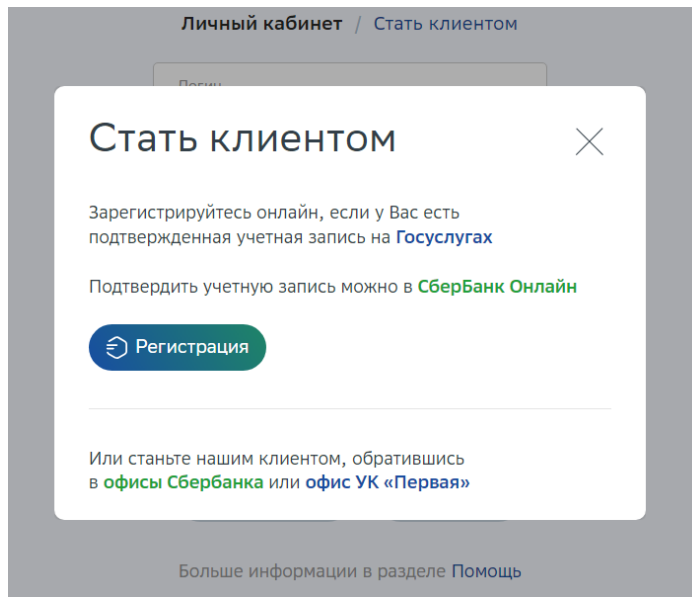 Личный кабинет / Стать клиентом
Стать клиентом
Зарегистрируйтесь онлайн, если у Вас есть
подтвержденная учетная запись на Госуслугах
Подтвердить учетную запись можно в СберБанк Онлайн
Регистрация
Или станьте нашим клиентом, обратившись
в офисы Сбербанка или офис УК «Первая»
Больше информации в разделе Помощь